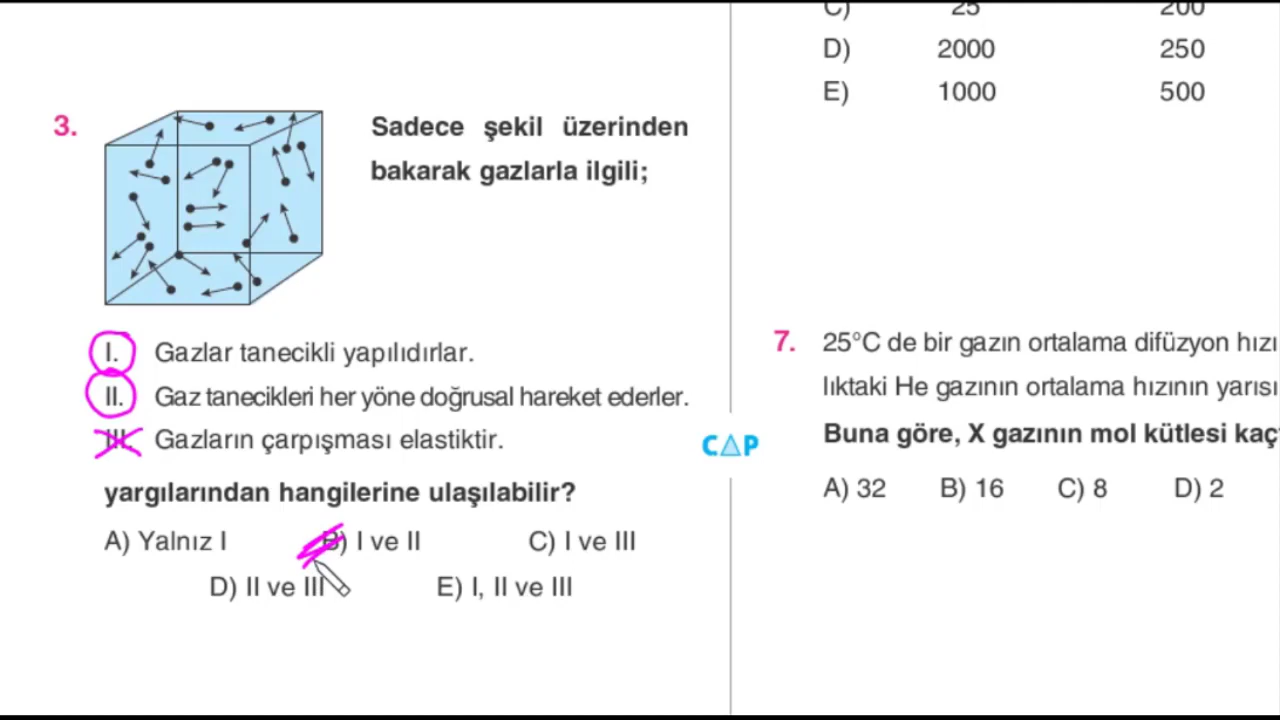 3.
Sadece şekil üzerinden
bakarak gazlarla ilgili;
I. Gazlar tanecikli yapılıdırlar.
II. Gaz tanecikleri her yöne doğrusal hareket ederler.
III. Gazların çarpışması elastiktir.
yargılarından hangilerine ulaşılabilir?
A) Yalnız I B) I ve II C) I ve III
D) II ve III E) I, II ve III
CAP
C) 25 200
D) 2000 250
E) 1000 500
7. 25°C de bir gazın ortalama difüzyon hızı
lıktaki He gazının ortalama hızının yarısı
Buna göre, X gazının mol kütlesi kaç
A) 32 B) 16 C) 8 D) 2